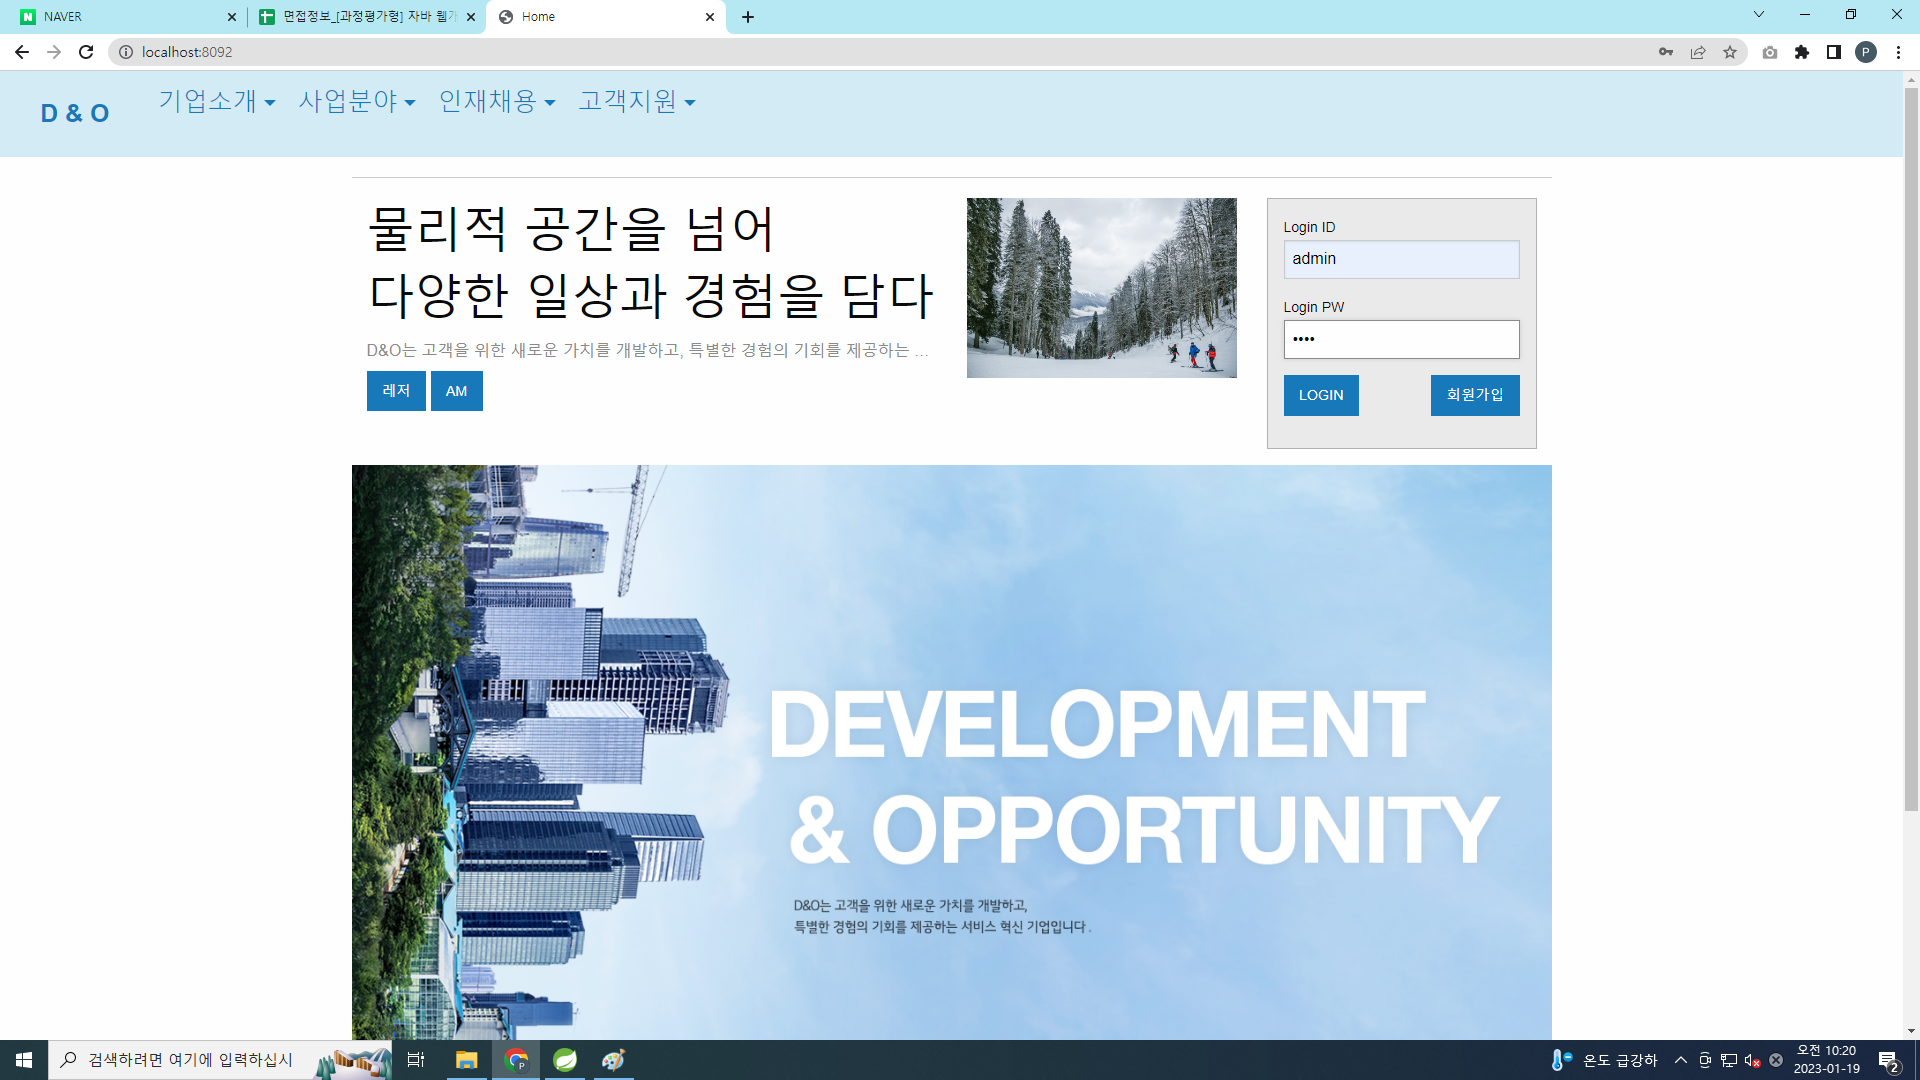 NAVER
면접정보_[과정평가형] 자바 웹
Home
localhost:8092
P
D & O
기업소개
사업분야
인재채용
고객지원
물리적 공간을 넘어
다양한 일상과 경험을 담다
D&O는 고객을 위한 새로운 가치를 개발하고, 특별한 경험의 기회를 제공하는 ...
레저
AM
Login ID
admin
Login PW
••••
LOGIN
회원가입
DEVELOPMENT
& OPPORTUNITY
D&O는 고객을 위한 새로운 가치를 개발하고,
특별한 경험의 기회를 제공하는 서비스 혁신 기업입니다 .
검색하려면 여기에 입력하십시
P
온도 급강하
오전 10:20
2023-01-19
2